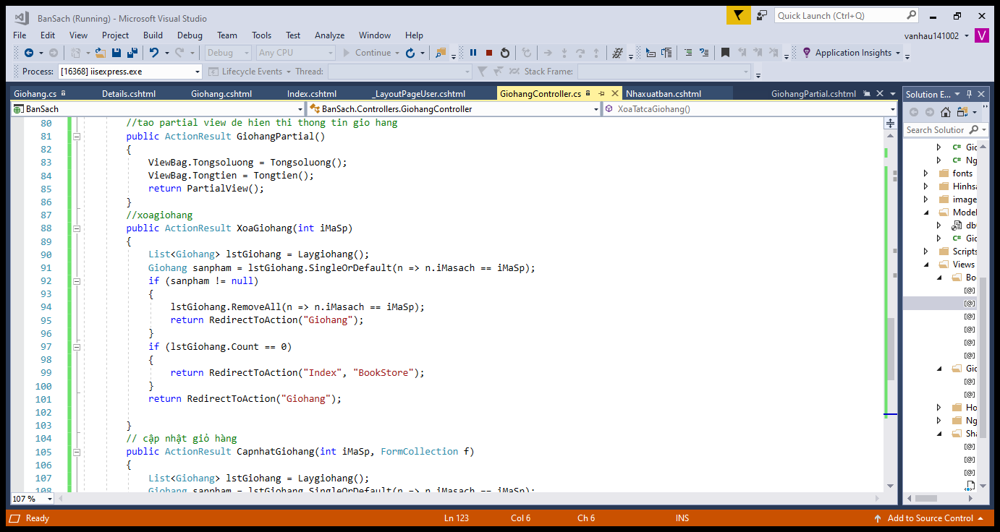 BanSach (Running) - Microsoft Visual Studio
Quick Launch (Ctrl+Q)
File Edit View Project Build Debug Team Tools Test Analyze Window Help
vanhau141002
V
Debug Any CPU Continue Application Insights
Process: [16368] iisexpress.exe Lifecycle Events Thread: Stack Frame:
Giohang.cs Details.cshtml Giohang.cshtml Index.cshtml _LayoutPageUser.cshtml GiohangController.cs Nhaxuatban.cshtml GiohangPartial.cshtml
BanSach BanSach.Controllers.GiohangController XoaTatcaGiohang()
80 //tao partial view de hien thi thong tin gio hang
81 public ActionResult GiohangPartial()
82 {
83 ViewBag.Tongsoluong = Tongsoluong();
84 ViewBag.Tongtien = Tongtien();
85 return PartialView();
86 }
87 //xoagiohang
88 public ActionResult XoaGiohang(int iMaSp)
89 {
90 List<Giohang> lstGiohang = Laygiohang();
91 Giohang sanpham = lstGiohang.SingleOrDefault(n => n.iMasach == iMaSp);
92 if (sanpham != null)
93 {
94 lstGiohang.RemoveAll(n => n.iMasach == iMaSp);
95 return RedirectToAction("Giohang");
96 }
97 if (lstGiohang.Count == 0)
98 {
99 return RedirectToAction("Index", "BookStore");
100 }
101 return RedirectToAction("Giohang");
102
103 }
104 // cập nhật giỏ hàng
105 public ActionResult CapnhatGiohang(int iMaSp, FormCollection f)
106 {
107 List<Giohang> lstGiohang = Laygiohang();
108 Giohang sanpham = lstGiohang.SingleOrDefault(n => n.iMasach == iMaSp);
107 %
Solution E...
Search Solution
C# Gio
C# Ng
fonts
Hinhsa
image
Model
db
C# Gio
Scripts
Views
Bo
[@]
[@]
[@]
[@]
[@]
[@]
Gio
[@]
[@]
Ho
Ng
Sha
[@]
[@]
[@]
Ready Ln 123 Col 6 Ch 6 INS Add to Source Control